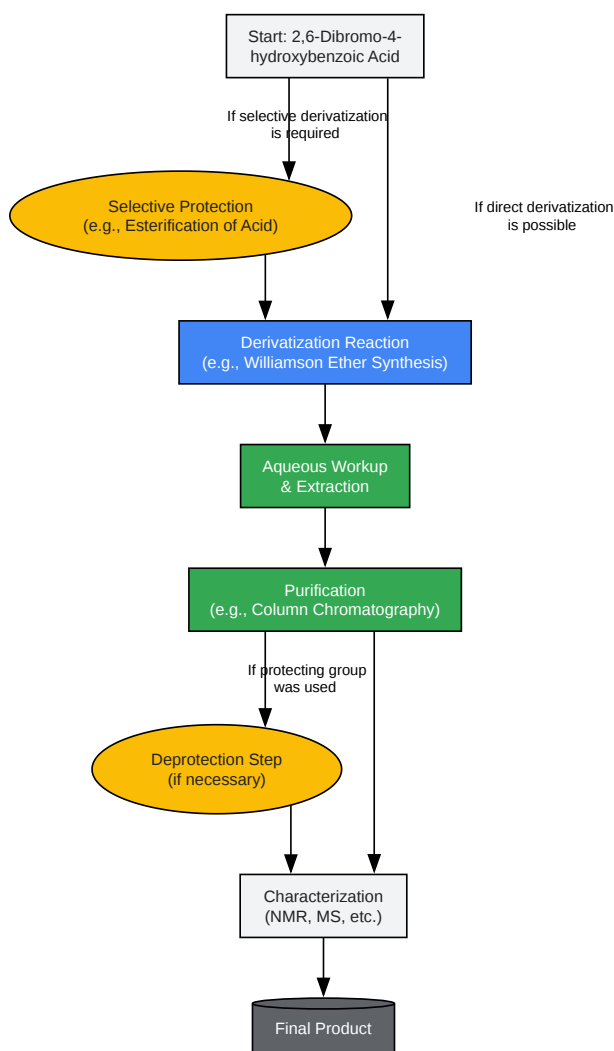 Start: 2,6-Dibromo-4-
hydroxybenzoic Acid
If selective derivatization
is required
Selective Protection
(e.g., Esterification of Acid)
If direct derivatization
is possible
Derivatization Reaction
(e.g., Williamson Ether Synthesis)
Aqueous Workup
& Extraction
Purification
(e.g., Column Chromatography)
If protecting group
was used
Deprotection Step
(if necessary)
Characterization
(NMR, MS, etc.)
Final Product